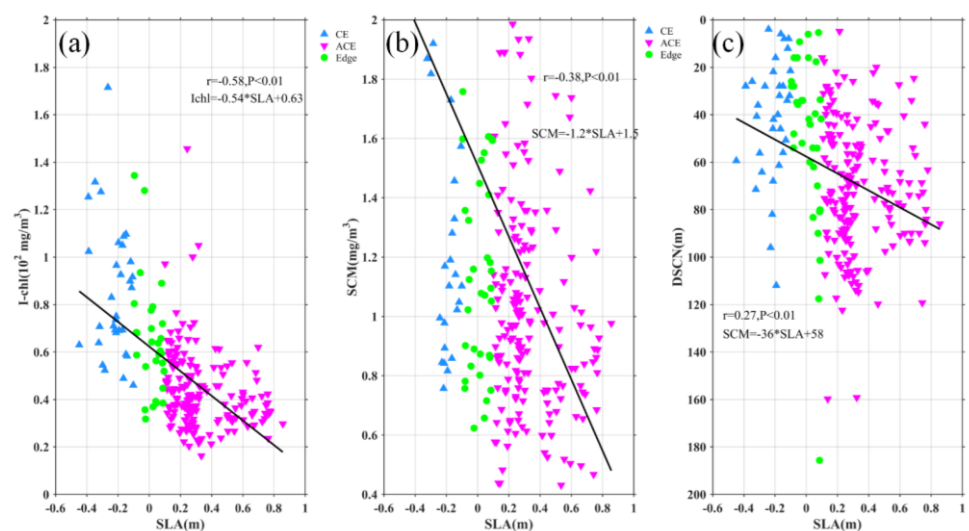 (a)
CE
ACE
Edge
r=-0.58,P<0.01
Ichl=-0.54*SLA+0.63
I-chl(10² mg/m³)
2
1.8
1.6
1.4
1.2
1
0.8
0.6
0.4
0.2
0
-0.6 -0.4 -0.2 0 0.2 0.4 0.6 0.8 1
SLA(m)
(b)
CE
ACE
Edge
r=-0.38,P<0.01
SCM=-1.2*SLA+1.5
SCM(mg/m³)
2
1.8
1.6
1.4
1.2
1
0.8
0.6
0.4
-0.6 -0.4 -0.2 0 0.2 0.4 0.6 0.8 1
SLA(m)
(c)
CE
ACE
Edge
r=0.27,P<0.01
SCM=-36*SLA+58
DSCN(m)
0
20
40
60
80
100
120
140
160
180
200
-0.6 -0.4 -0.2 0 0.2 0.4 0.6 0.8 1
SLA(m)